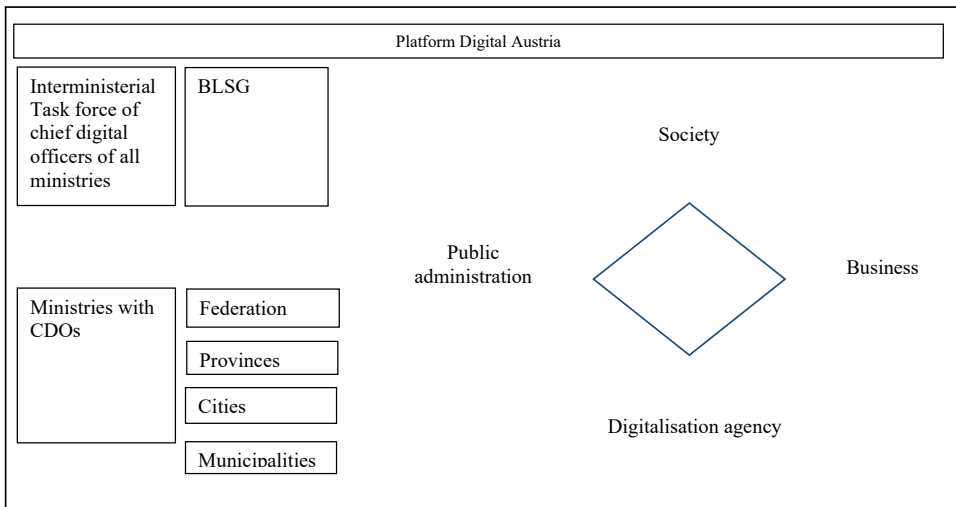 Platform Digital Austria
Interministerial
Task force of
chief digital
officers of all
ministries
BLSG
Society
Public
administration
Business
Ministries with
CDOs
Federation
Provinces
Cities
Municipalities
Digitalisation agency